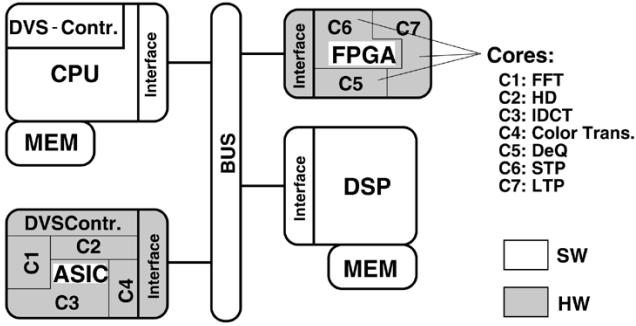 DVS - Contr.
CPU
Interface
MEM
BUS
Interface
C6
C7
FPGA
C5
Cores:
C1: FFT
C2: HD
C3: IDCT
C4: Color Trans.
C5: DeQ
C6: STP
C7: LTP
Interface
DSP
MEM
DVSContr.
C1
C2
ASIC
C3
C4
Interface
SW
HW